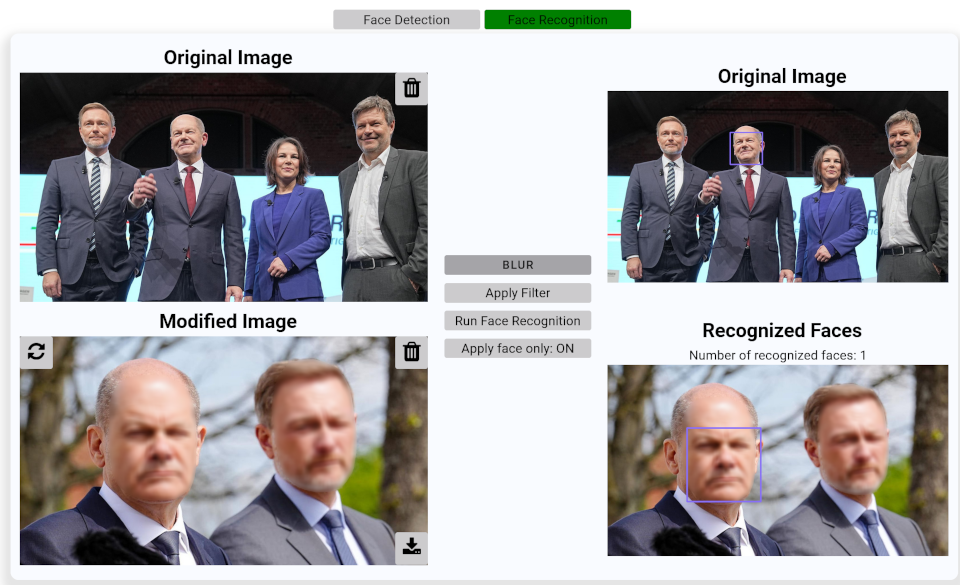 Face Detection
Face Recognition
Original Image
Original Image
BLUR
Apply Filter
Run Face Recognition
Apply face only: ON
Modified Image
Recognized Faces
Number of recognized faces: 1